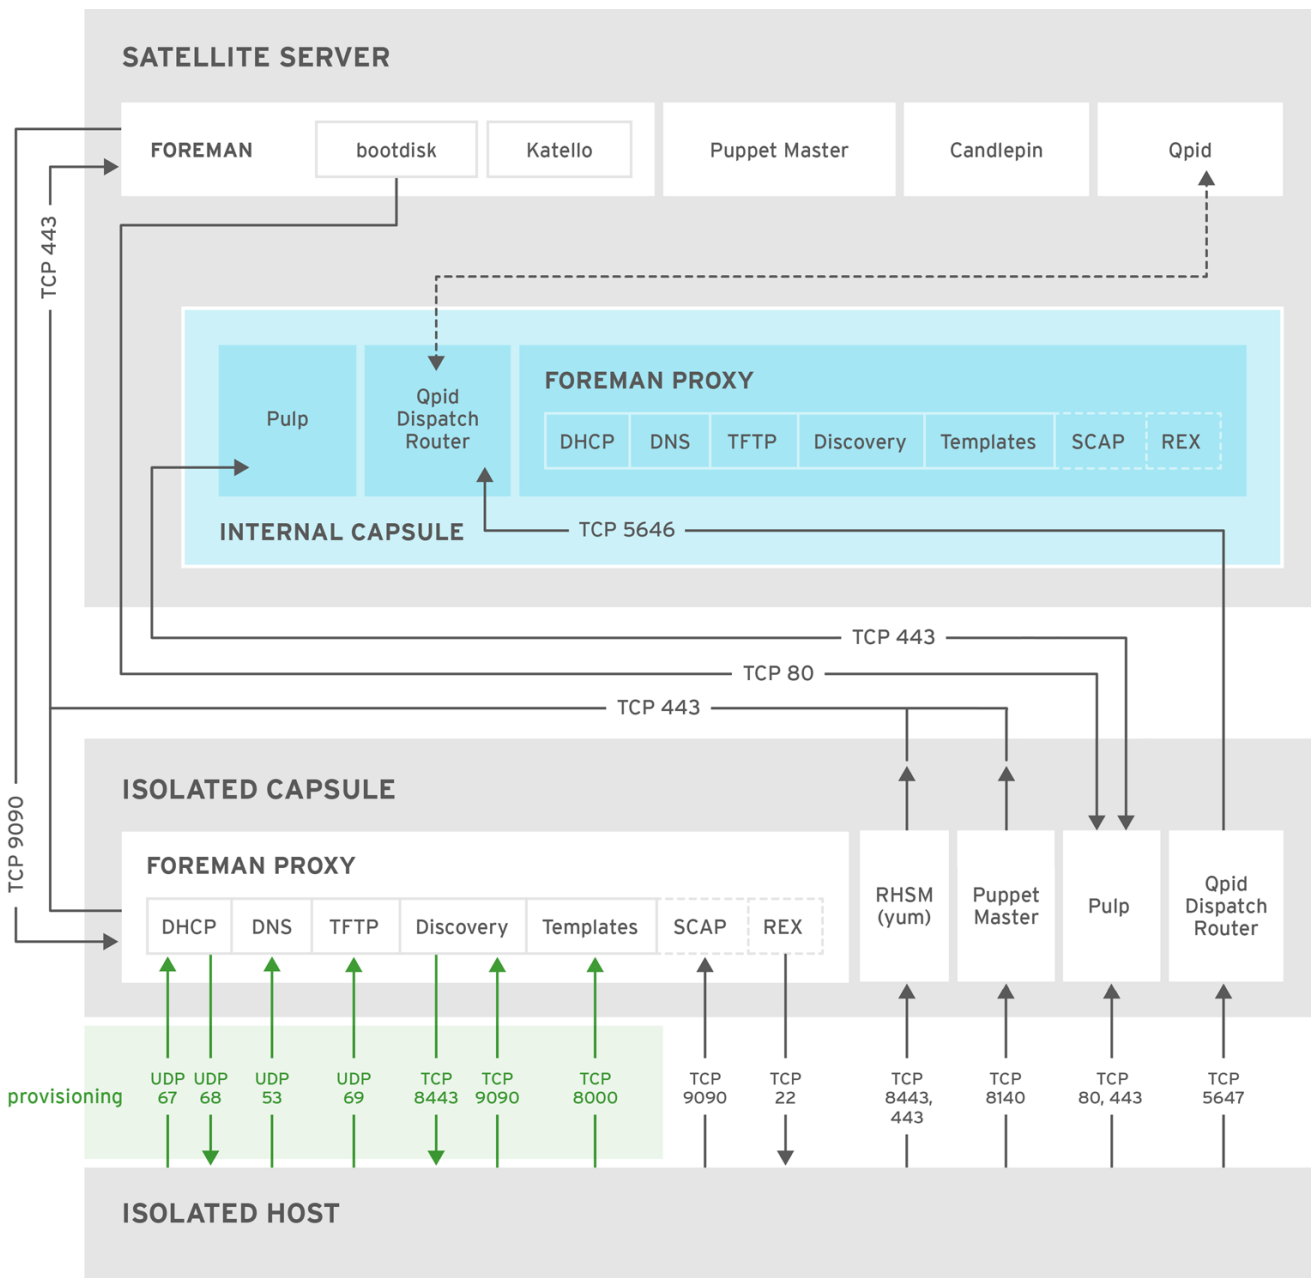 SATELLITE SERVER
FOREMAN
bootdisk
Katello
Puppet Master
Candlepin
Qpid
TCP 443
Pulp
Qpid
Dispatch
Router
FOREMAN PROXY
DHCP
DNS
TFTP
Discovery
Templates
SCAP
REX
INTERNAL CAPSULE
TCP 5646
TCP 443
TCP 80
TCP 443
TCP 9090
ISOLATED CAPSULE
FOREMAN PROXY
DHCP
DNS
TFTP
Discovery
Templates
SCAP
REX
RHSM
(yum)
Puppet
Master
Pulp
Qpid
Dispatch
Router
provisioning
UDP
67
UDP
68
UDP
53
UDP
69
TCP
8443
TCP
9090
TCP
8000
TCP
9090
TCP
22
TCP
8443,
443
TCP
8140
TCP
80, 443
TCP
5647
ISOLATED HOST